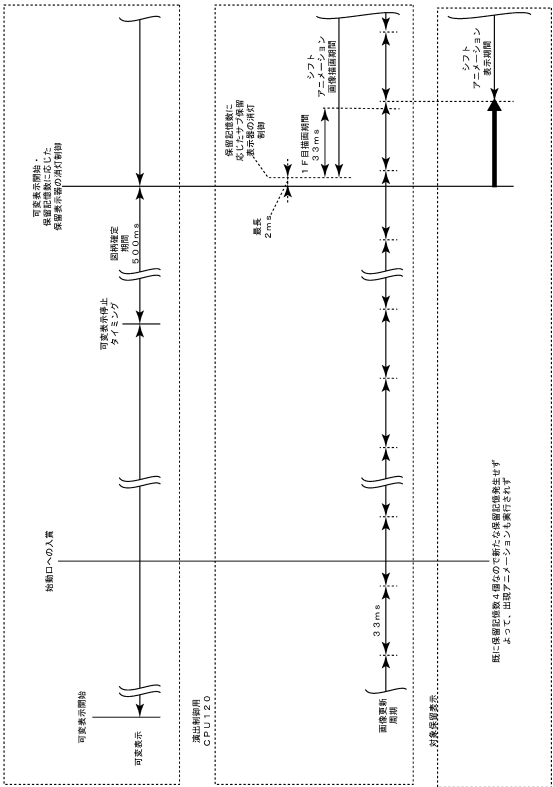 可変表示開始・
保留記憶数に応じた
保留表示器の消灯制御
始動口への入賞
可変表示停止
タイミング
図柄確定
期間
500ms
可変表示開始
可変表示
演出制御用
CPU120
保留記憶数に
応じたサブ保留
表示器の消灯
制御
最長
2ms
1F目描画期間
33ms
シフト
アニメーション
画像描画期間
33ms
画像更新
周期
対象保留表示
シフト
アニメーション
表示期間
既に保留記憶数4個なので新たな保留記憶発生せず
よって、出現アニメーションも実行されず